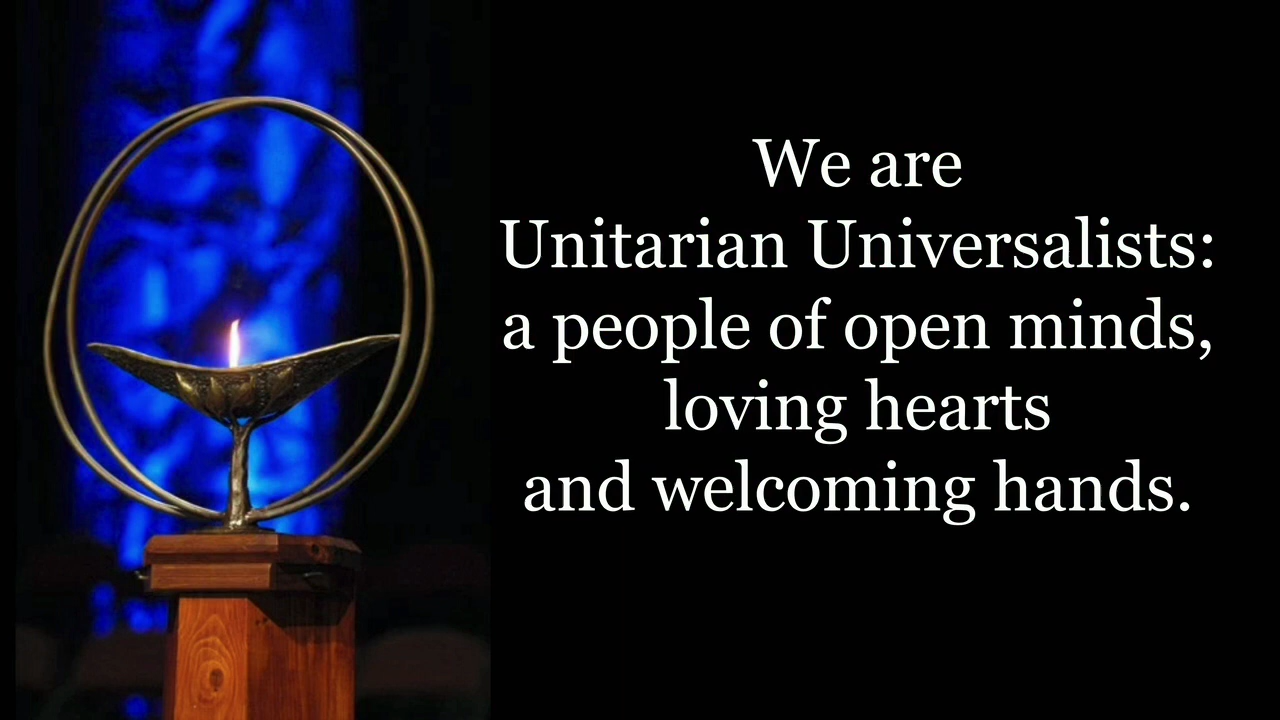 We are
Unitarian Universalists:
a people of open minds,
loving hearts
and welcoming hands.